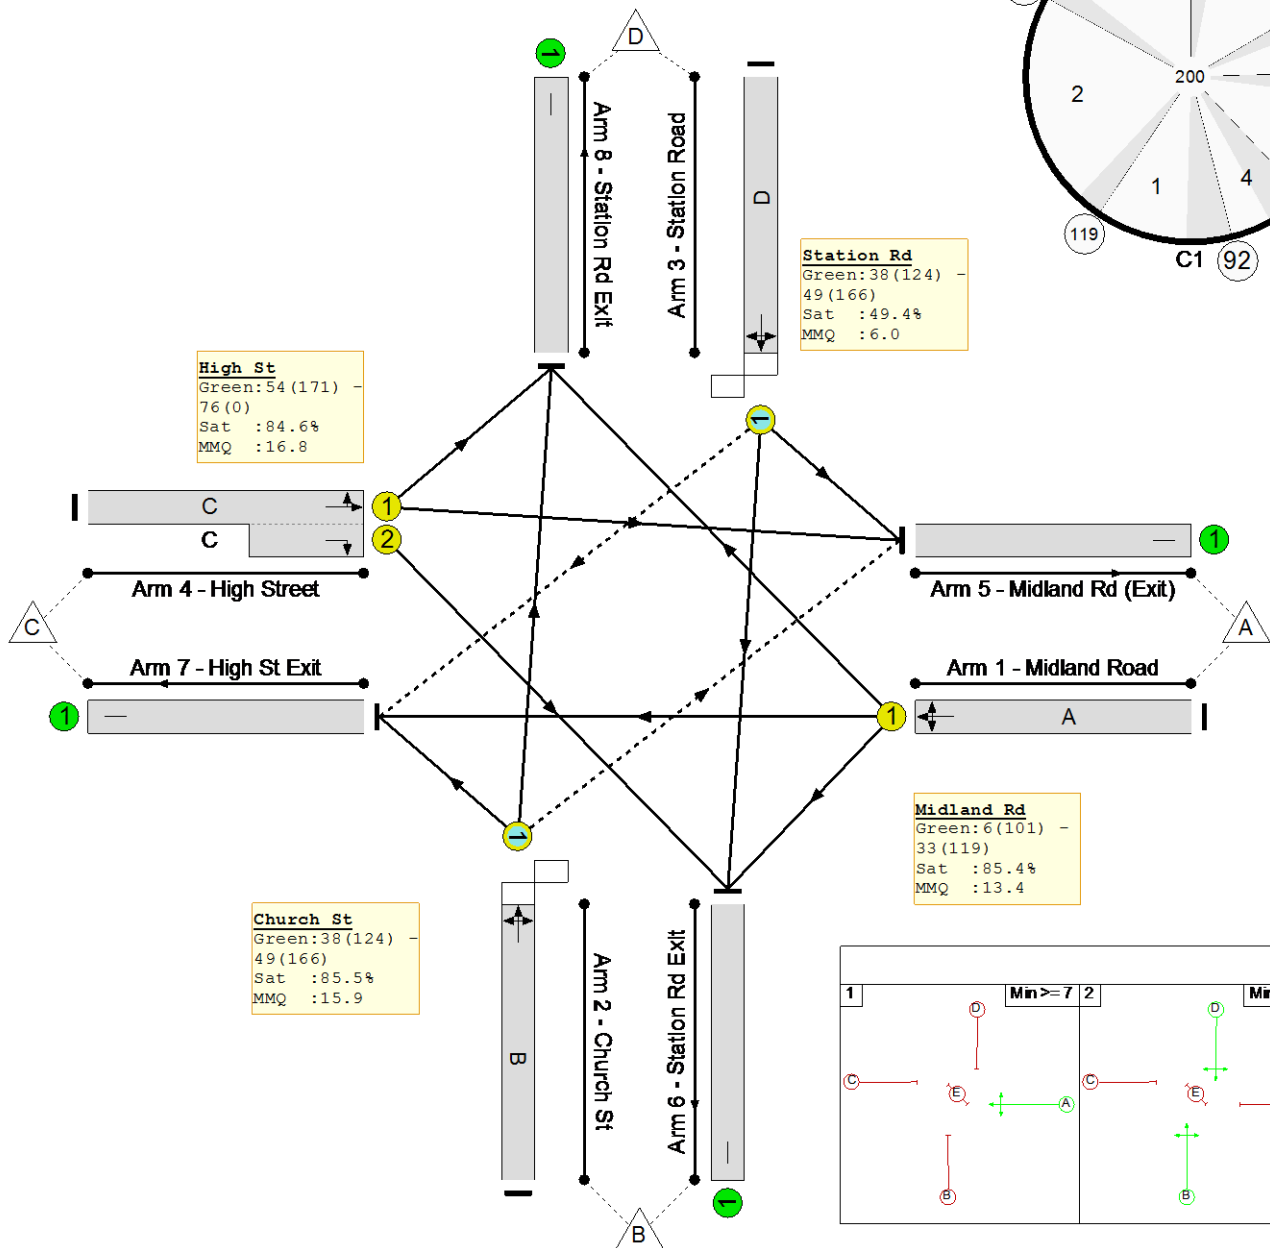 D
1
Arm 8 - Station Rd Exit
Arm 3 - Station Road
D
200
2
1
4
119
C1
92
Station Rd
Green:38(124) -
49(166)
Sat :49.4%
MMQ :6.0
High St
Green:54(171) -
76(0)
Sat :84.6%
MMQ :16.8
1
C
1
C
2
1
Arm 4 - High Street
Arm 5 - Midland Rd (Exit)
C
A
Arm 7 - High St Exit
Arm 1 - Midland Road
1
1
A
Midland Rd
Green:6(101) -
33(119)
Sat :85.4%
MMQ :13.4
1
Church St
Green:38(124) -
49(166)
Sat :85.5%
MMQ :15.9
B
Arm 2 - Church St
Arm 6 - Station Rd Exit
1
B
1
Min >= 7
D
C
E
A
B
2
D
C
E
B